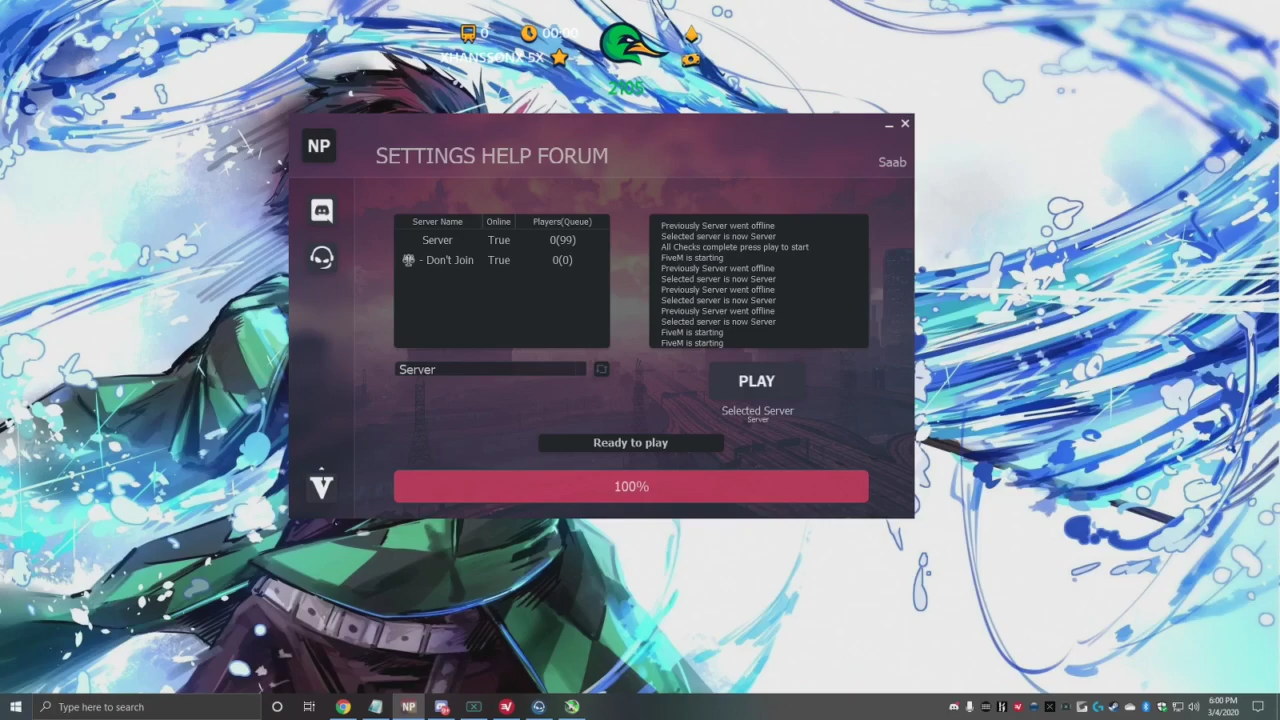 0 00:00
XHANSSONX 5X
2105
NP
SETTINGS HELP FORUM
Saab
Server Name Online Players(Queue)
Server True 0(99)
- Don't Join True 0(0)
Previously Server went offline
Selected server is now Server
All Checks complete press play to start
FiveM is starting
Previously Server went offline
Selected server is now Server
Previously Server went offline
Selected server is now Server
Previously Server went offline
Selected server is now Server
FiveM is starting
FiveM is starting
Server
PLAY
Selected Server
Server
Ready to play
100%
Type here to search
NP
6:00 PM
3/4/2020